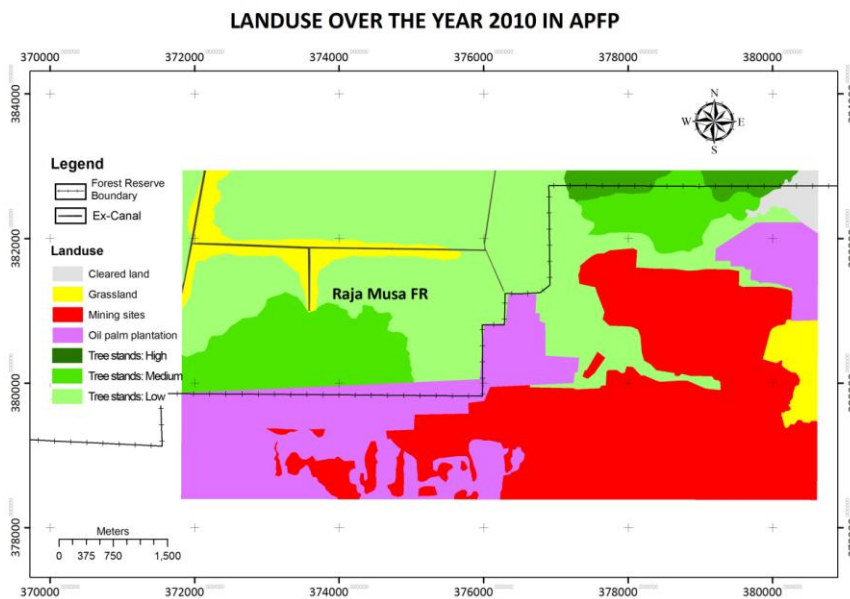 LANDUSE OVER THE YEAR 2010 IN APFP
370000 372000 374000 376000 378000 380000
384000
384000
N
W E
S
Legend
Forest Reserve
Boundary
Ex-Canal
382000
Landuse
Cleared land
Grassland
Raja Musa FR
Mining sites
Oil palm plantation
Tree stands: High
Tree stands: Medium
380000
Tree stands: Low
378000
Meters
0 375 750 1,500
370000 372000 374000 376000 378000 380000